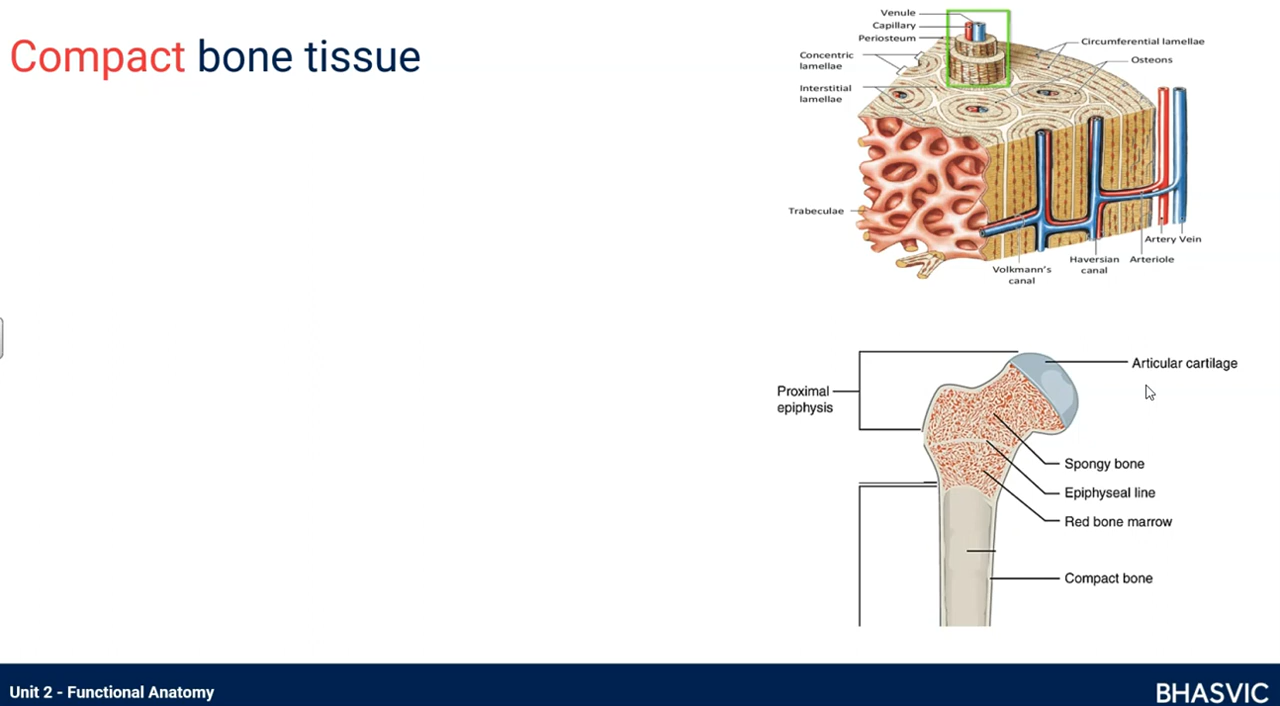 Compact bone tissue
Venule
Capillary
Periosteum
Concentric
lamellae
Interstitial
lamellae
Circumferential lamellae
Osteons
Trabeculae
Artery Vein
Volkmann's
canal
Haversian
canal
Arteriole
Proximal
epiphysis
Articular cartilage
Spongy bone
Epiphyseal line
Red bone marrow
Compact bone
Unit 2 - Functional Anatomy
BHASVIC